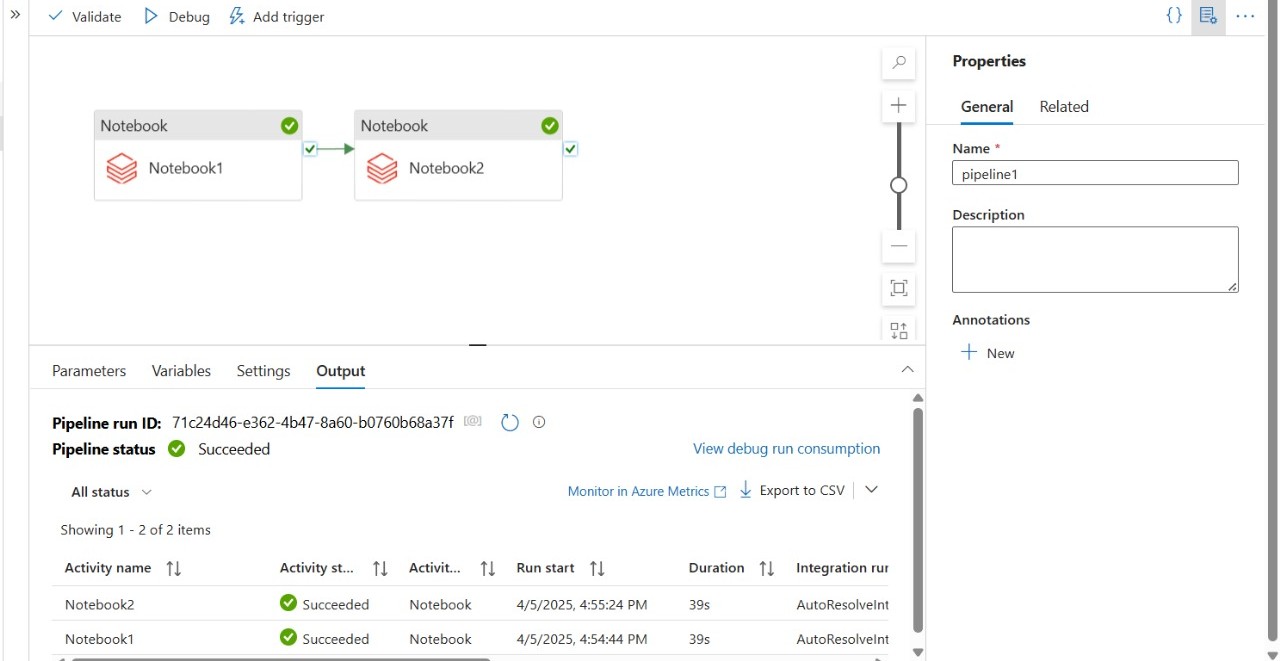 Validate Debug Add trigger
Notebook Notebook
Notebook1 Notebook2
Properties
General Related
Name *
pipeline1
Description
Annotations
New
Parameters Variables Settings Output
Pipeline run ID: 71c24d46-e362-4b47-8a60-b0760b68a37f
Pipeline status Succeeded View debug run consumption
All status Monitor in Azure Metrics Export to CSV
Showing 1 - 2 of 2 items
Activity name Activity st... Activit... Run start Duration Integration run
Notebook2 Succeeded Notebook 4/5/2025, 4:55:24 PM 39s AutoResolveInt
Notebook1 Succeeded Notebook 4/5/2025, 4:54:44 PM 39s AutoResolveInt